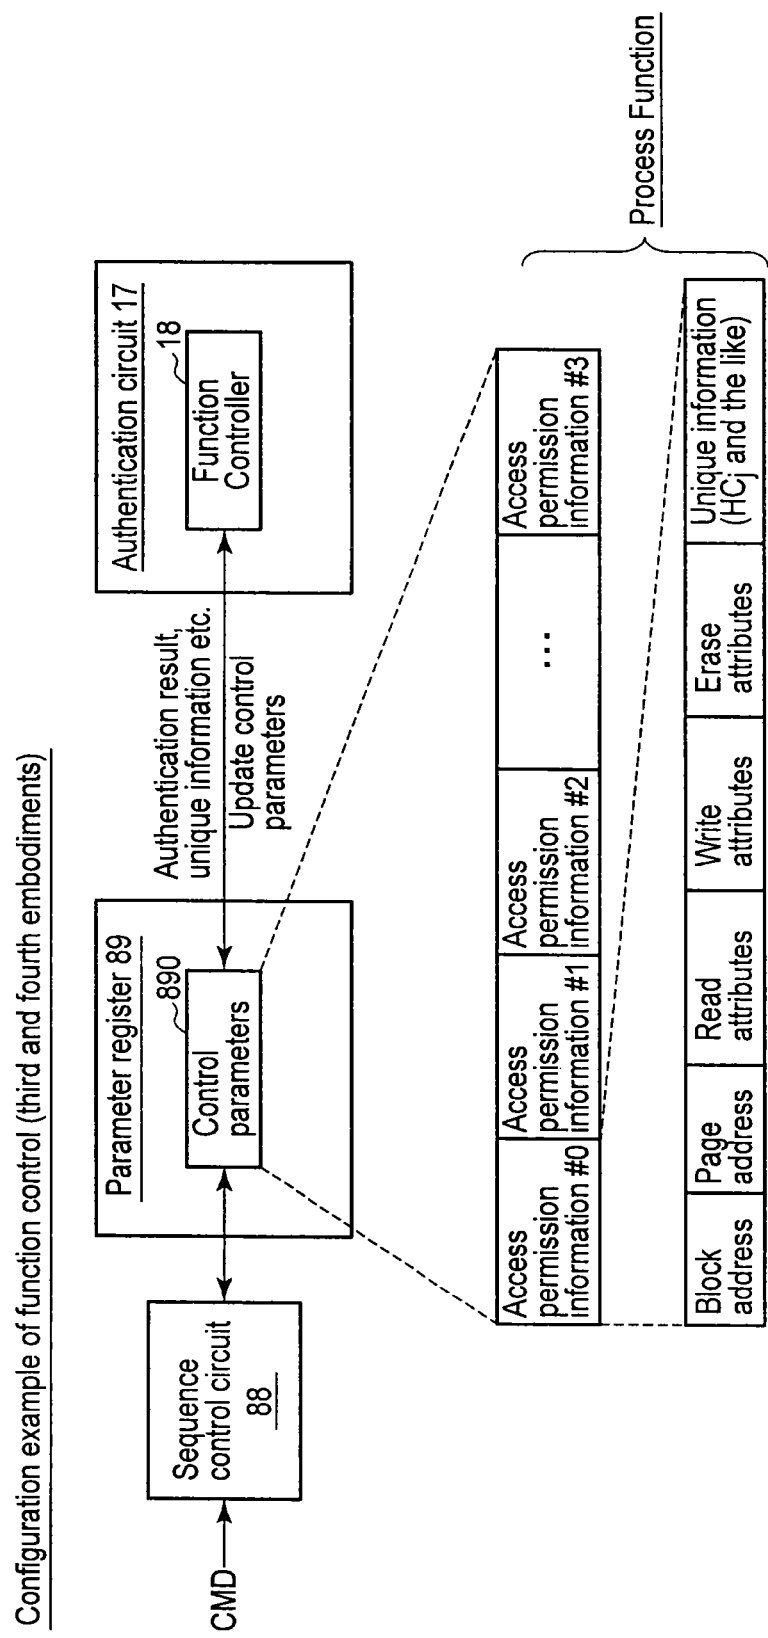 Configuration example of function control (third and fourth embodiments)
CMD
Sequence
control circuit
88
Parameter register 89
890
Control
parameters
Authentication result,
unique information etc.
Update control
parameters
Authentication circuit 17
18
Function
Controller
Access
permission
information #0
Access
permission
information #1
Access
permission
information #2
...
Access
permission
information #3
Process Function
Block
address
Page
address
Read
attributes
Write
attributes
Erase
attributes
Unique information
(HCj and the like)